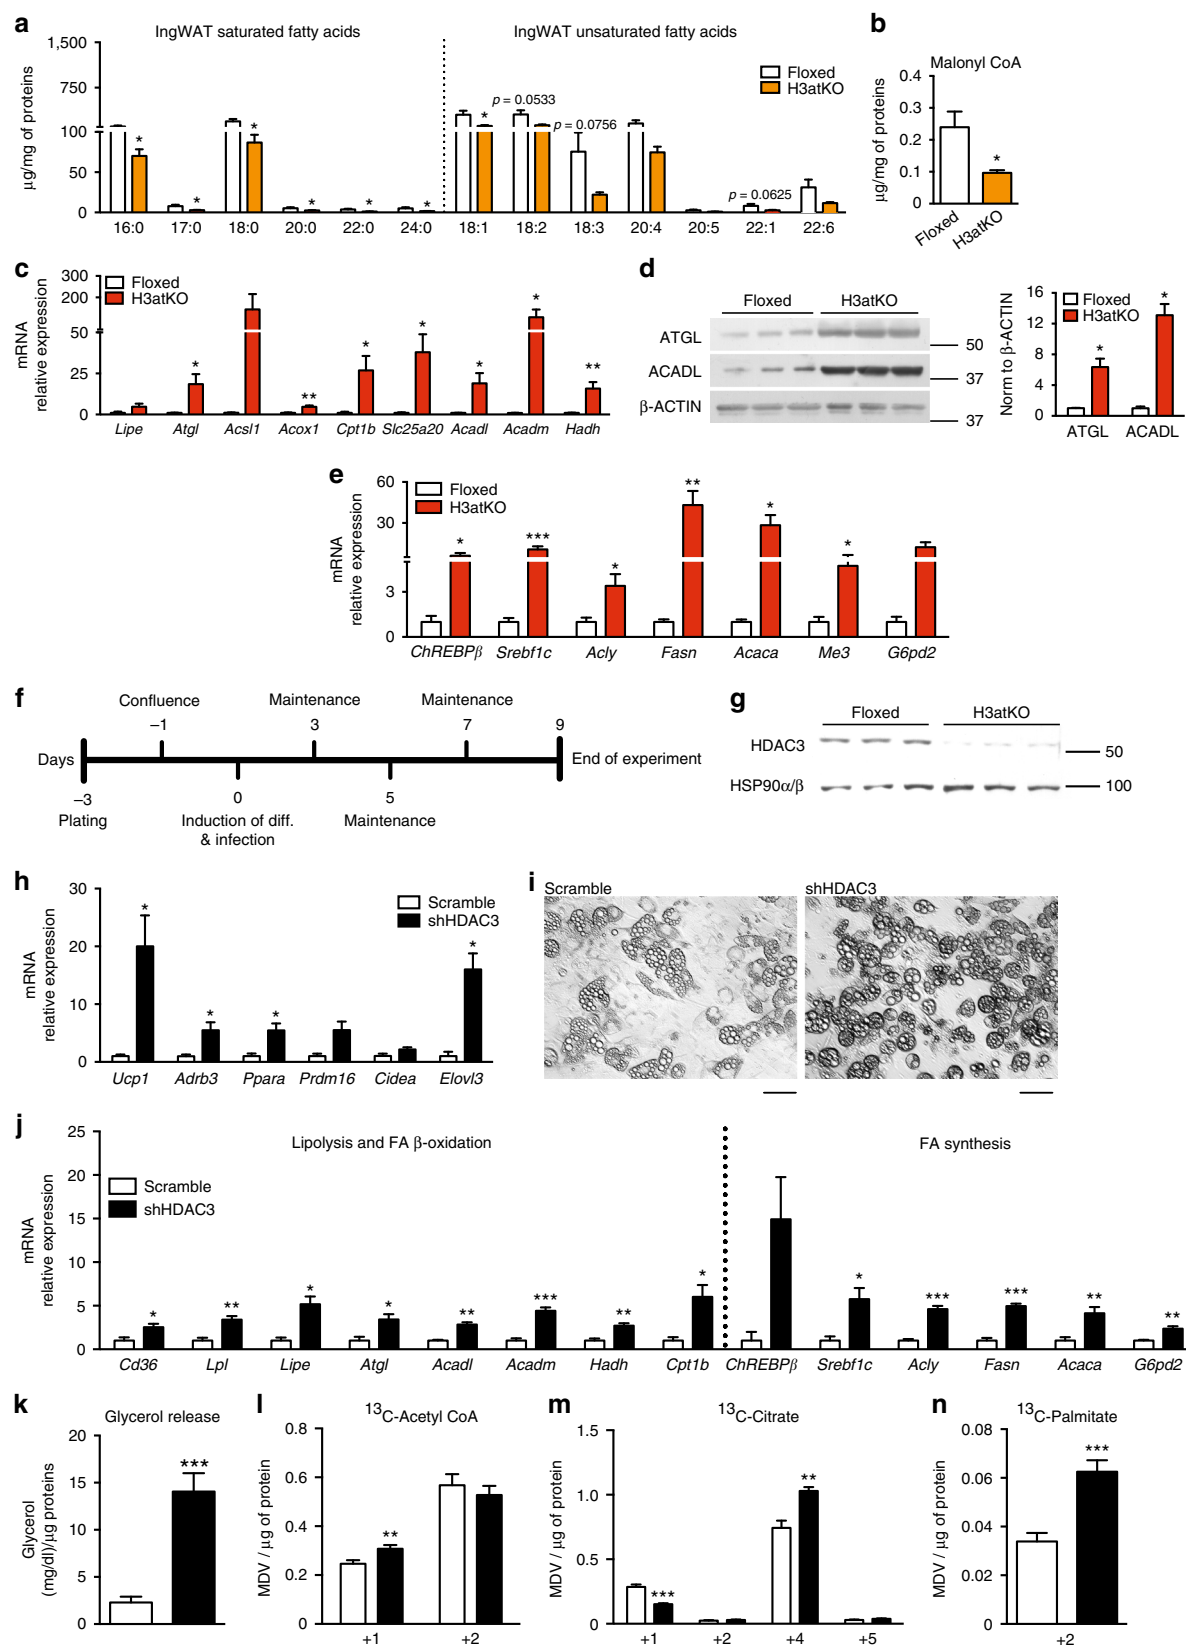 a
IngWAT saturated fatty acids
IngWAT unsaturated fatty acids
Floxed
H3atKO
µg/mg of proteins
1,500
750
100
50
0
* * * * * *
* p = 0.0533
p = 0.0756
p = 0.0625
16:0 17:0 18:0 20:0 22:0 24:0 18:1 18:2 18:3 20:4 20:5 22:1 22:6
b
Malonyl CoA
µg/mg of proteins
0.4
0.3
0.2
0.1
0
*
Floxed
H3atKO
c
Floxed
H3atKO
mRNA
relative expression
300
200
50
25
0
* ** * * * * **
Lipe Atgl Acsl1 Acox1 Cpt1b Slc25a20 Acadl Acadm Hadh
d
Floxed H3atKO
ATGL
50
ACADL
37
β-ACTIN
37
Norm to β-ACTIN
16
12
8
4
0
Floxed
H3atKO
* *
ATGL ACADL
e
Floxed
H3atKO
mRNA
relative expression
60
30
3
0
* *** * ** * *
ChREBPβ Srebf1c Acly Fasn Acaca Me3 G6pd2
f
Confluence Maintenance Maintenance
–1 3 7 9
Days
End of experiment
–3 0 5
Plating Induction of diff. Maintenance
& infection
g
Floxed H3atKO
HDAC3
50
HSP90α/β
100
h
Scramble
shHDAC3
mRNA
relative expression
30
20
10
0
* * * *
Ucp1 Adrb3 Ppara Prdm16 Cidea Elovl3
i
Scramble shHDAC3
j
Lipolysis and FA β-oxidation
FA synthesis
Scramble
shHDAC3
mRNA
relative expression
25
20
15
10
5
0
* ** * * ** *** ** * * *** *** ** **
Cd36 Lpl Lipe Atgl Acadl Acadm Hadh Cpt1b ChREBPβ Srebf1c Acly Fasn Acaca G6pd2
k
Glycerol release
Glycerol
(mg/dl)/µg proteins
20
15
10
5
0
***
l
13C-Acetyl CoA
MDV / µg of protein
0.8
0.6
0.4
0.2
0
**
+1 +2
m
13C-Citrate
MDV / µg of protein
1.5
1.0
0.5
0
*** **
+1 +2 +4 +5
n
13C-Palmitate
MDV / µg of protein
0.08
0.06
0.04
0.02
0
***
+2